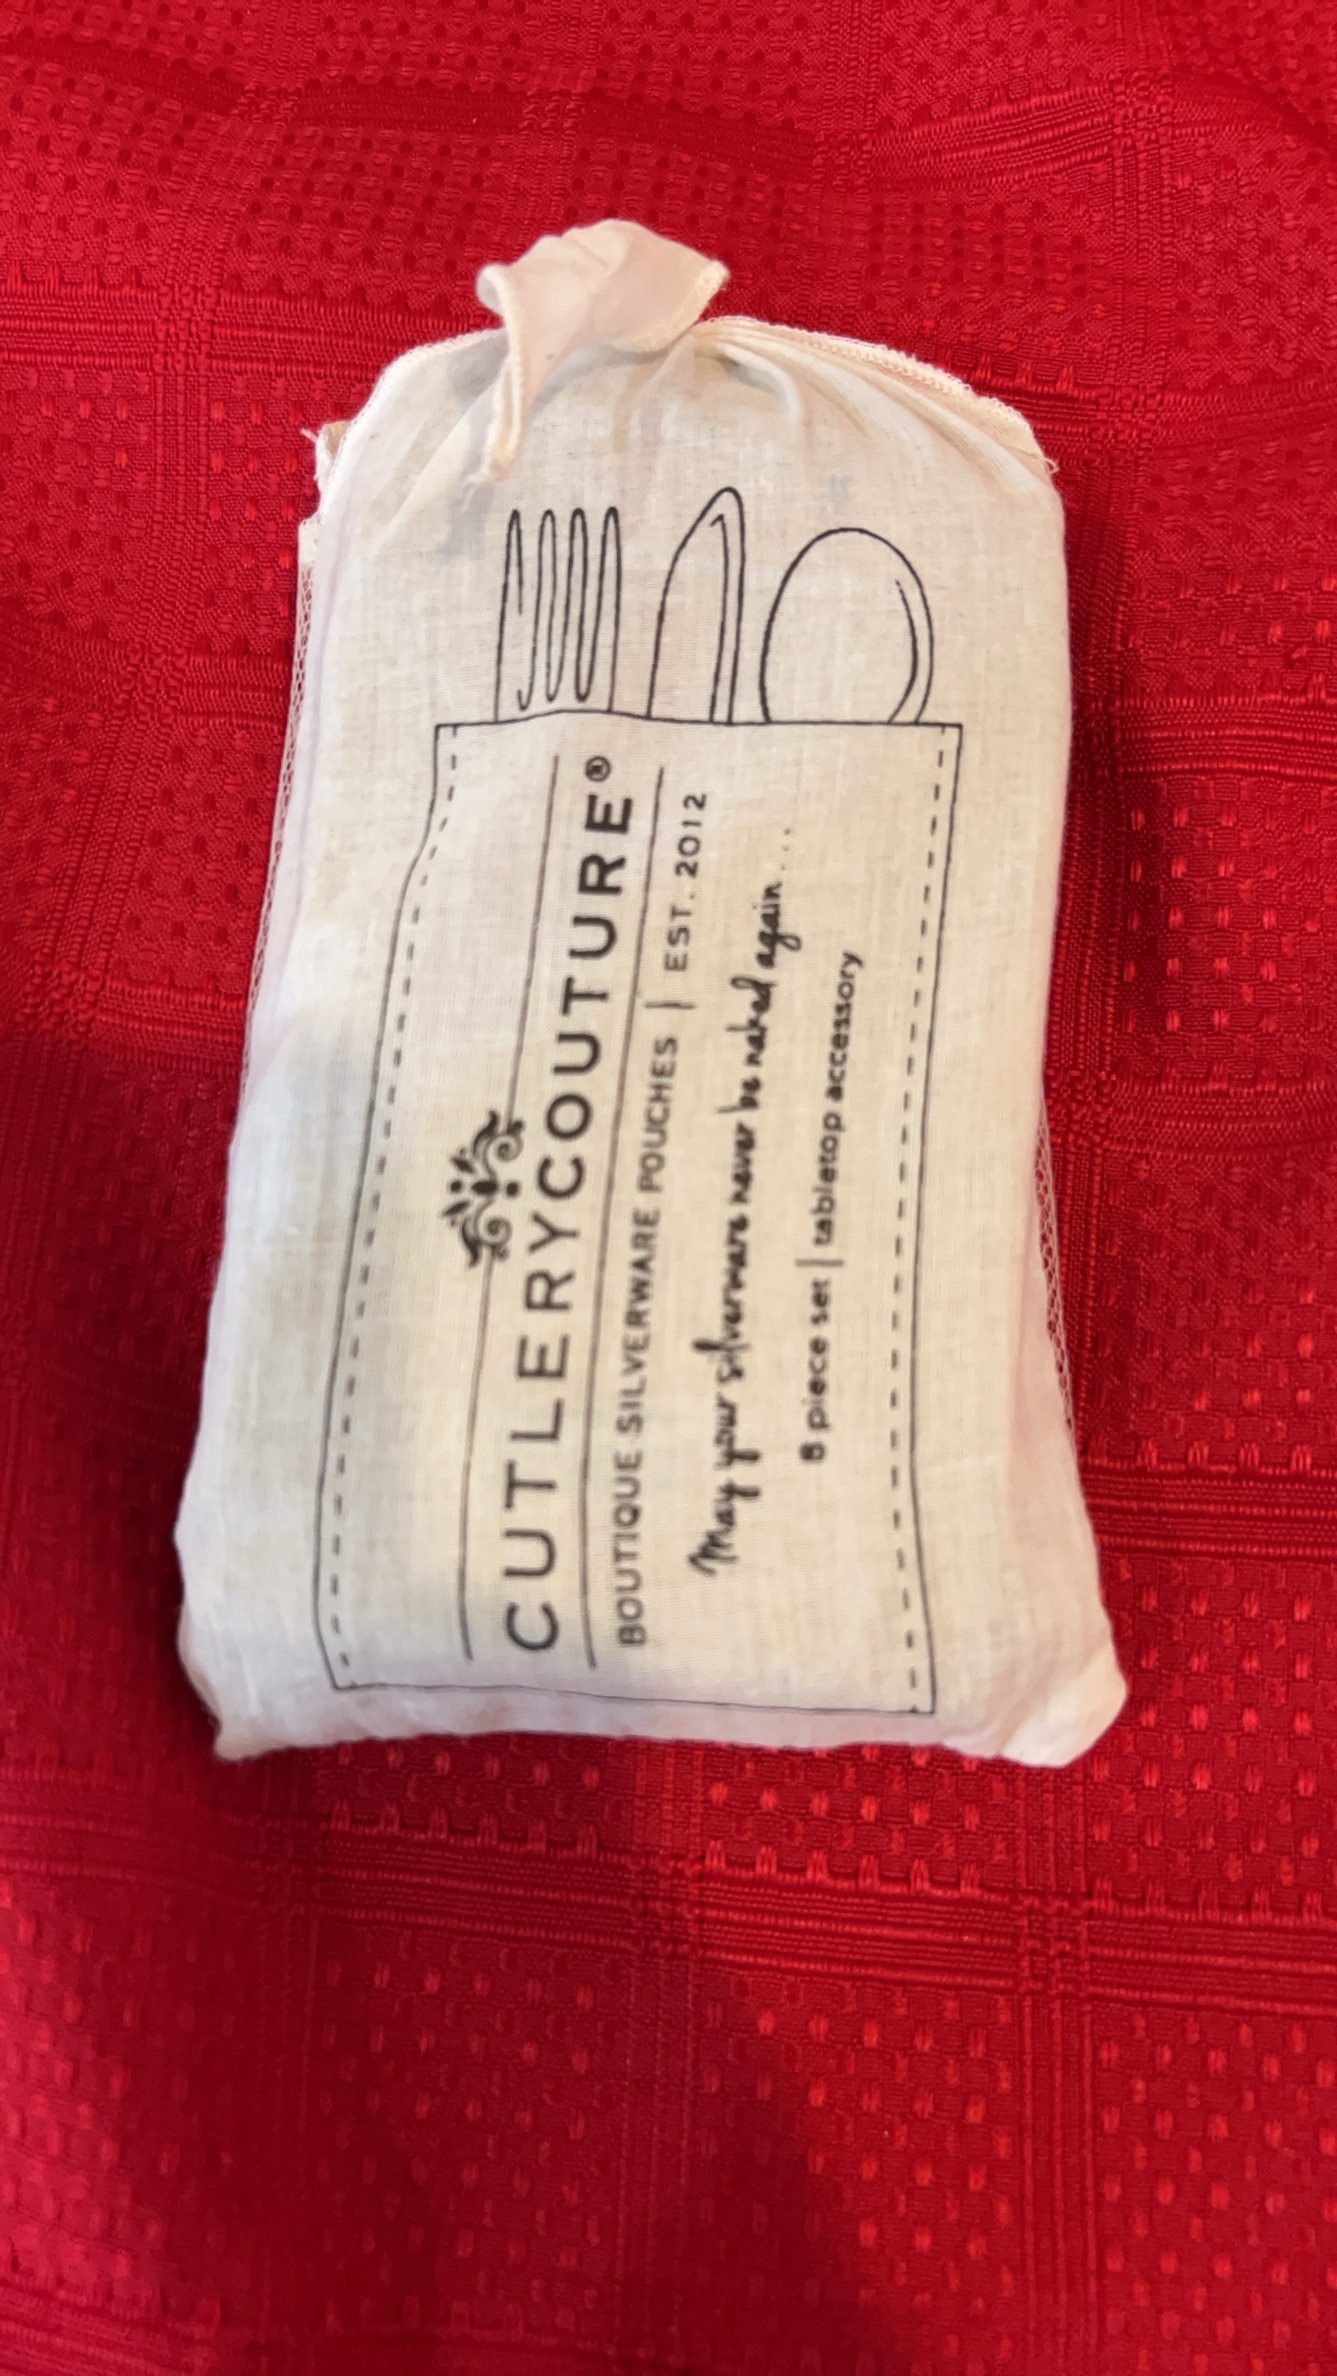 CUTLERYCOUTURE®
BOUTIQUE SILVERWARE POUCHES | EST. 2012
May your silverware never be naked again....
8 piece set | tabletop accessory